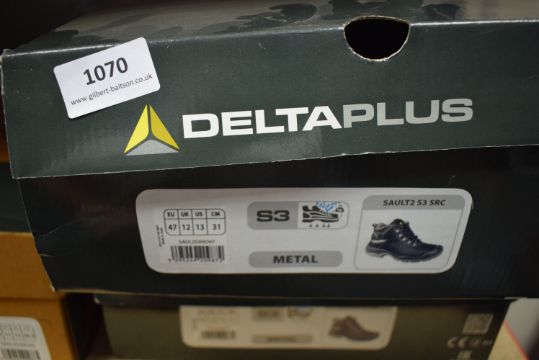 1070
www.gilbert-baitson.co.uk
DELTAPLUS
EU UK US CM
47 12 13 31
SAUL2S3NO47
S3
METAL
SAULT2 S3 SRC